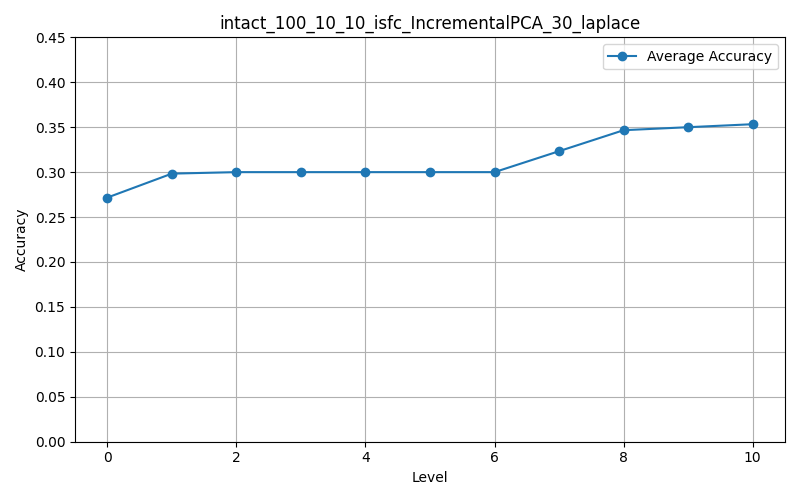 intact_100_10_10_isfc_IncrementalPCA_30_laplace
Average Accuracy
0.45
0.40
0.35
0.30
0.25
0.20
0.15
0.10
0.05
0.00
Accuracy
0 2 4 6 8 10
Level